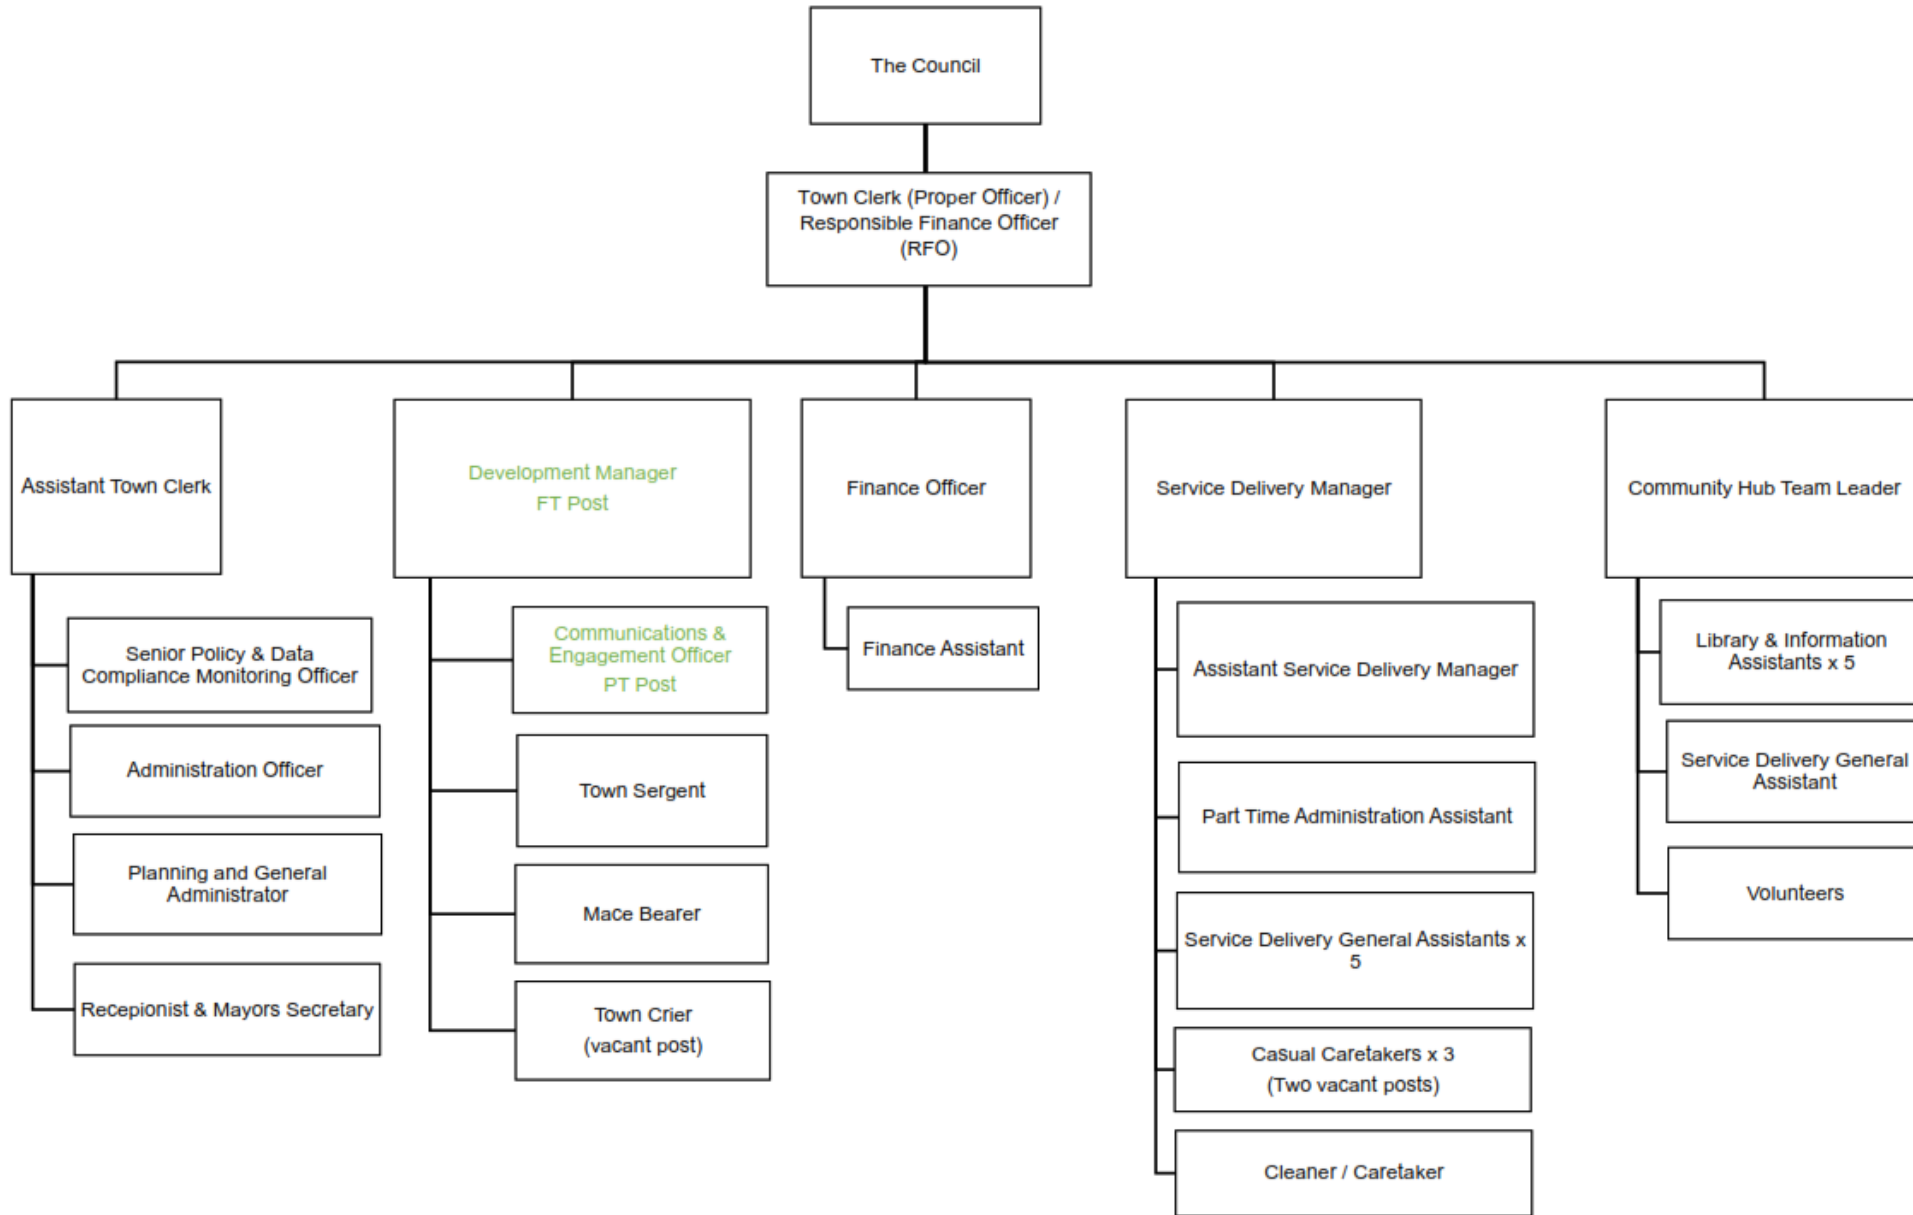 The Council
Town Clerk (Proper Officer) /
Responsible Finance Officer
(RFO)
Assistant Town Clerk
Senior Policy & Data
Compliance Monitoring Officer
Administration Officer
Planning and General
Administrator
Recepionist & Mayors Secretary
Development Manager
FT Post
Communications &
Engagement Officer
PT Post
Town Sergent
Mace Bearer
Town Crier
(vacant post)
Finance Officer
Finance Assistant
Service Delivery Manager
Assistant Service Delivery Manager
Part Time Administration Assistant
Service Delivery General Assistants x
5
Casual Caretakers x 3
(Two vacant posts)
Cleaner / Caretaker
Community Hub Team Leader
Library & Information
Assistants x 5
Service Delivery General
Assistant
Volunteers